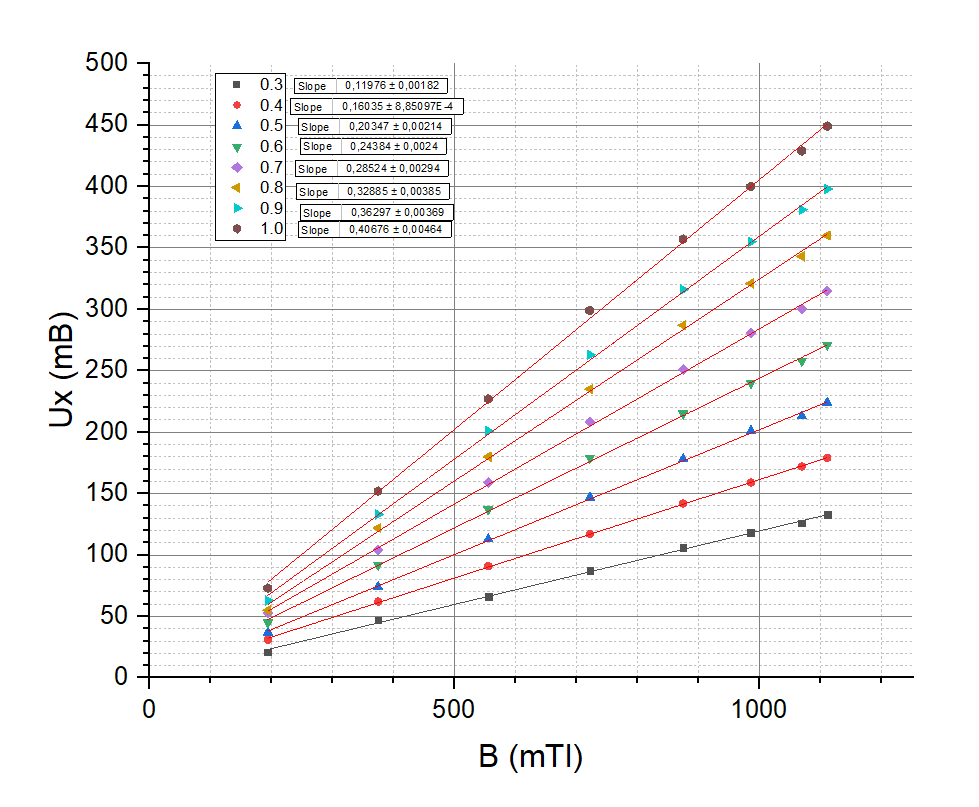 500
450
400
350
300
250
200
150
100
50
0
Ux (mB)
0.3 Slope 0,11976 ± 0,00182
0.4 Slope 0,16035 ± 8,85097E-4
0.5 Slope 0,20347 ± 0,00214
0.6 Slope 0,24384 ± 0,0024
0.7 Slope 0,28524 ± 0,00294
0.8 Slope 0,32885 ± 0,00385
0.9 Slope 0,36297 ± 0,00369
1.0 Slope 0,40676 ± 0,00464
0 500 1000
B (mTl)